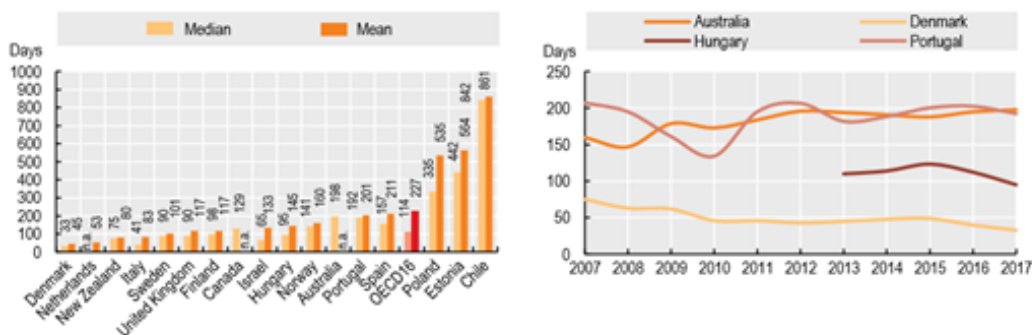 Median Mean
Days
1000
900
800
700
600
500
400
300
200
100
0
33 45 n.a. 53 75 80 41 83 90 101 90 117 98 117 129 n.a. 65 133 95 145 141 160 198 n.a. 192 201 157 211 114 227 335 535 442 564 842 861
Denmark
Netherlands
New Zealand
Italy
Sweden
United Kingdom
Finland
Canada
Israel
Hungary
Norway
Australia
Portugal
Spain
OECD16
Poland
Estonia
Chile
Australia Denmark
Hungary Portugal
Days
250
200
150
100
50
0
2007 2008 2009 2010 2011 2012 2013 2014 2015 2016 2017